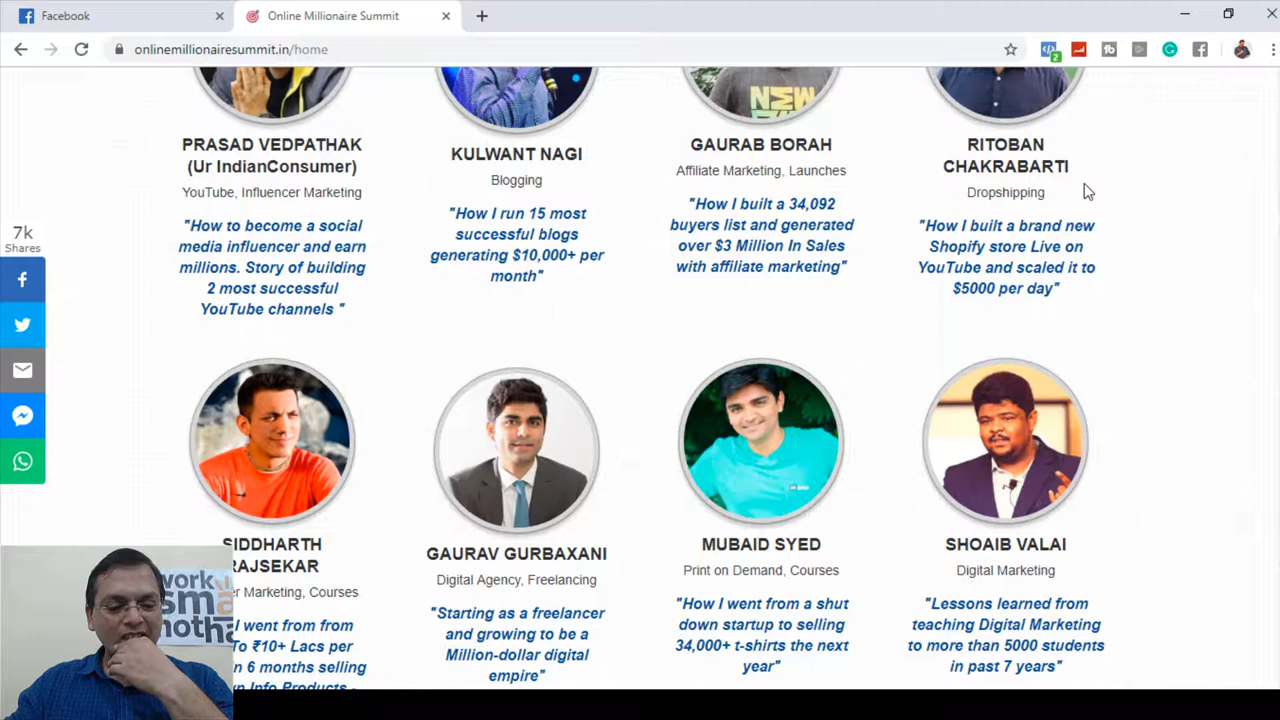 Facebook
Online Millionaire Summit
onlinemillionairesummit.in/home
2
NEW
PRASAD VEDPATHAK
(Ur IndianConsumer)
YouTube, Influencer Marketing
"How to become a social
media influencer and earn
millions. Story of building
2 most successful
YouTube channels "
KULWANT NAGI
Blogging
"How I run 15 most
successful blogs
generating $10,000+ per
month"
GAURAB BORAH
Affiliate Marketing, Launches
"How I built a 34,092
buyers list and generated
over $3 Million In Sales
with affiliate marketing"
RITOBAN
CHAKRABARTI
Dropshipping
"How I built a brand new
Shopify store Live on
YouTube and scaled it to
$5000 per day"
7k
Shares
SIDDHARTH
RAJSEKAR
Marketing, Courses
I went from from
To ₹10+ Lacs per
in 6 months selling
Info Products -
GAURAV GURBAXANI
Digital Agency, Freelancing
"Starting as a freelancer
and growing to be a
Million-dollar digital
empire"
MUBAID SYED
Print on Demand, Courses
"How I went from a shut
down startup to selling
34,000+ t-shirts the next
year"
SHOAIB VALAI
Digital Marketing
"Lessons learned from
teaching Digital Marketing
to more than 5000 students
in past 7 years"
work